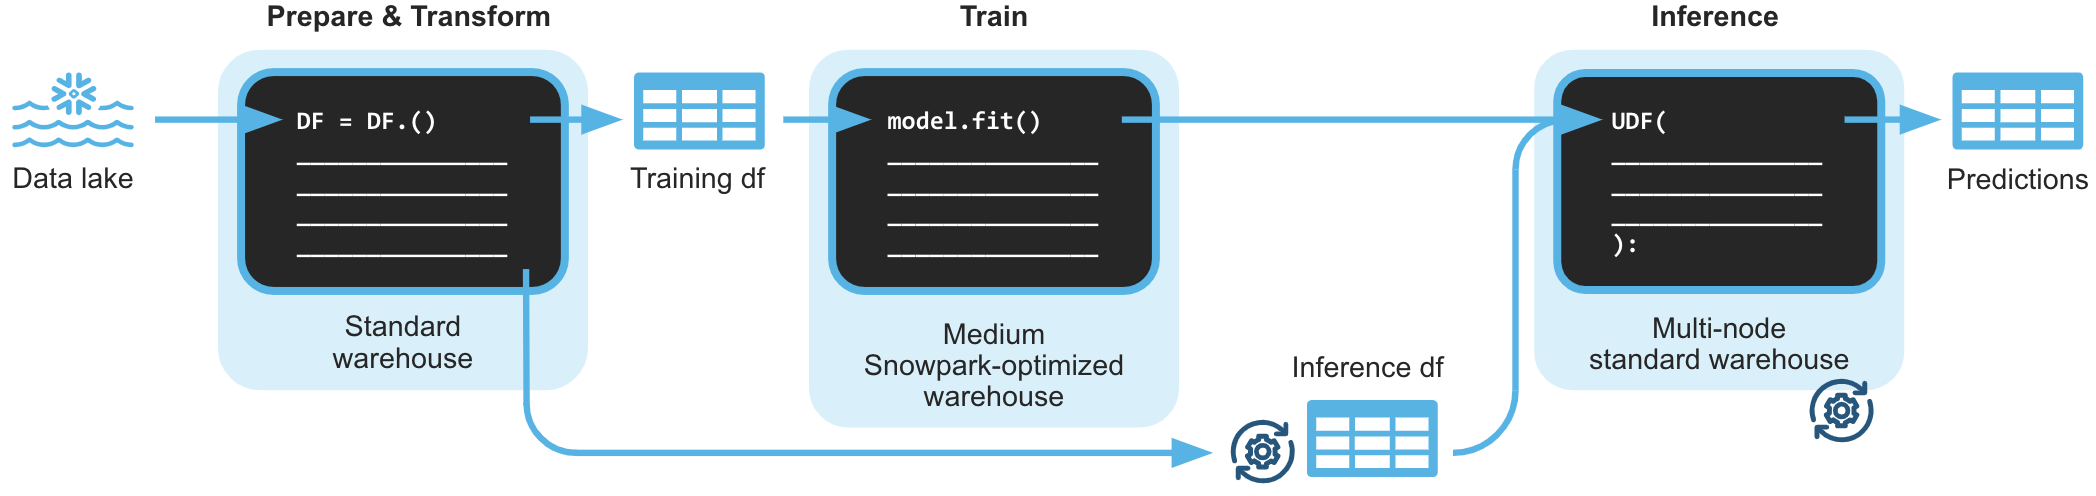 Prepare & Transform
Train
Inference
DF = DF.()
model.fit()
UDF(
):
Data lake
Training df
Predictions
Standard
warehouse
Medium
Snowpark-optimized
warehouse
Inference df
Multi-node
standard warehouse